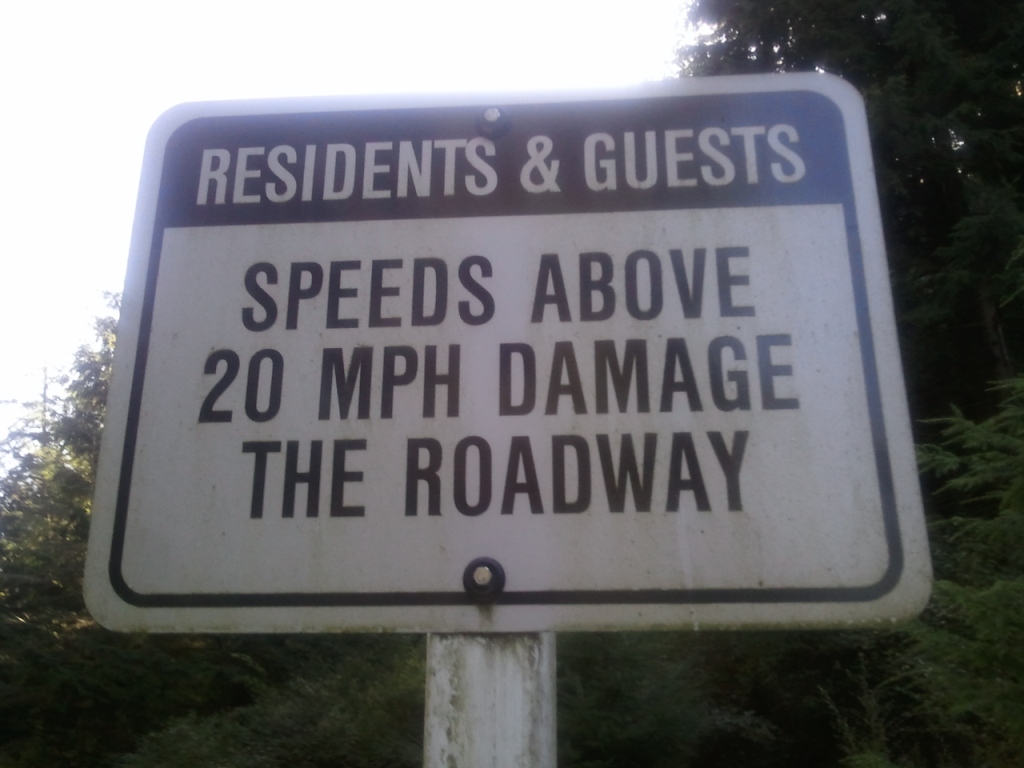 RESIDENTS & GUESTS
SPEEDS ABOVE
20 MPH DAMAGE
THE ROADWAY